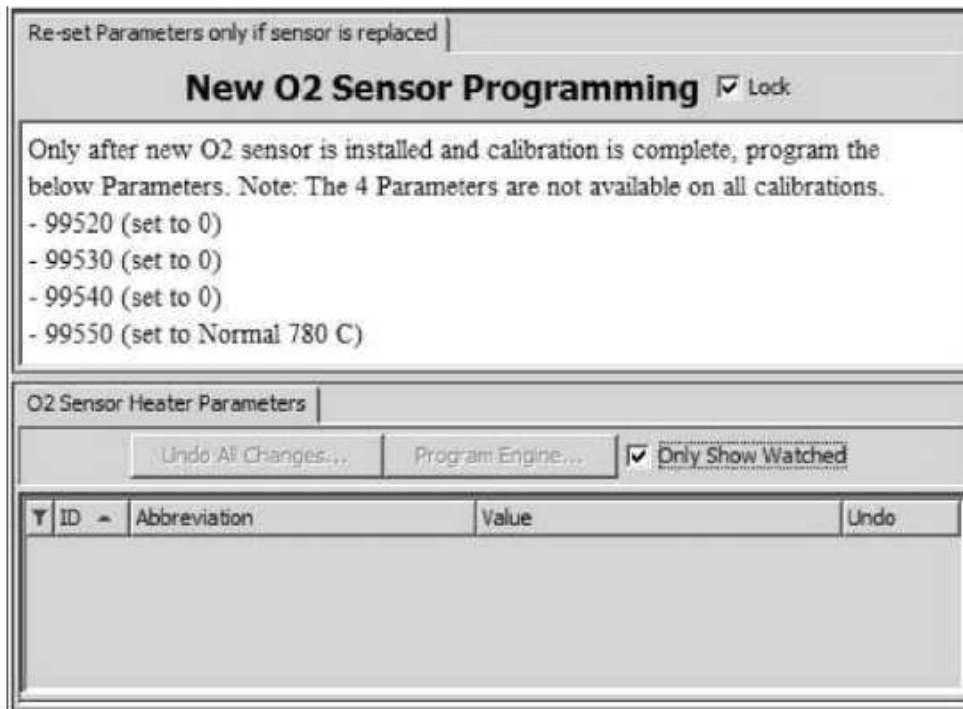 Re-set Parameters only if sensor is replaced
New O2 Sensor Programming Lock
Only after new O2 sensor is installed and calibration is complete, program the
below Parameters. Note: The 4 Parameters are not available on all calibrations.
- 99520 (set to 0)
- 99530 (set to 0)
- 99540 (set to 0)
- 99550 (set to Normal 780 C)
O2 Sensor Heater Parameters
Undo All Changes... Program Engine... Only Show Watched
ID Abbreviation Value Undo